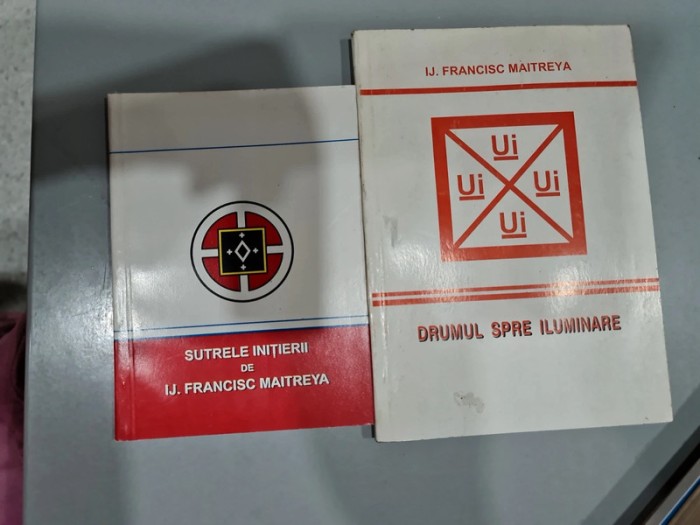 SUTRELE INIȚIERII
DE
IJ. FRANCISC MAITREYA
IJ. FRANCISC MAITREYA
Ui
Ui Ui
Ui
DRUMUL SPRE ILUMINARE